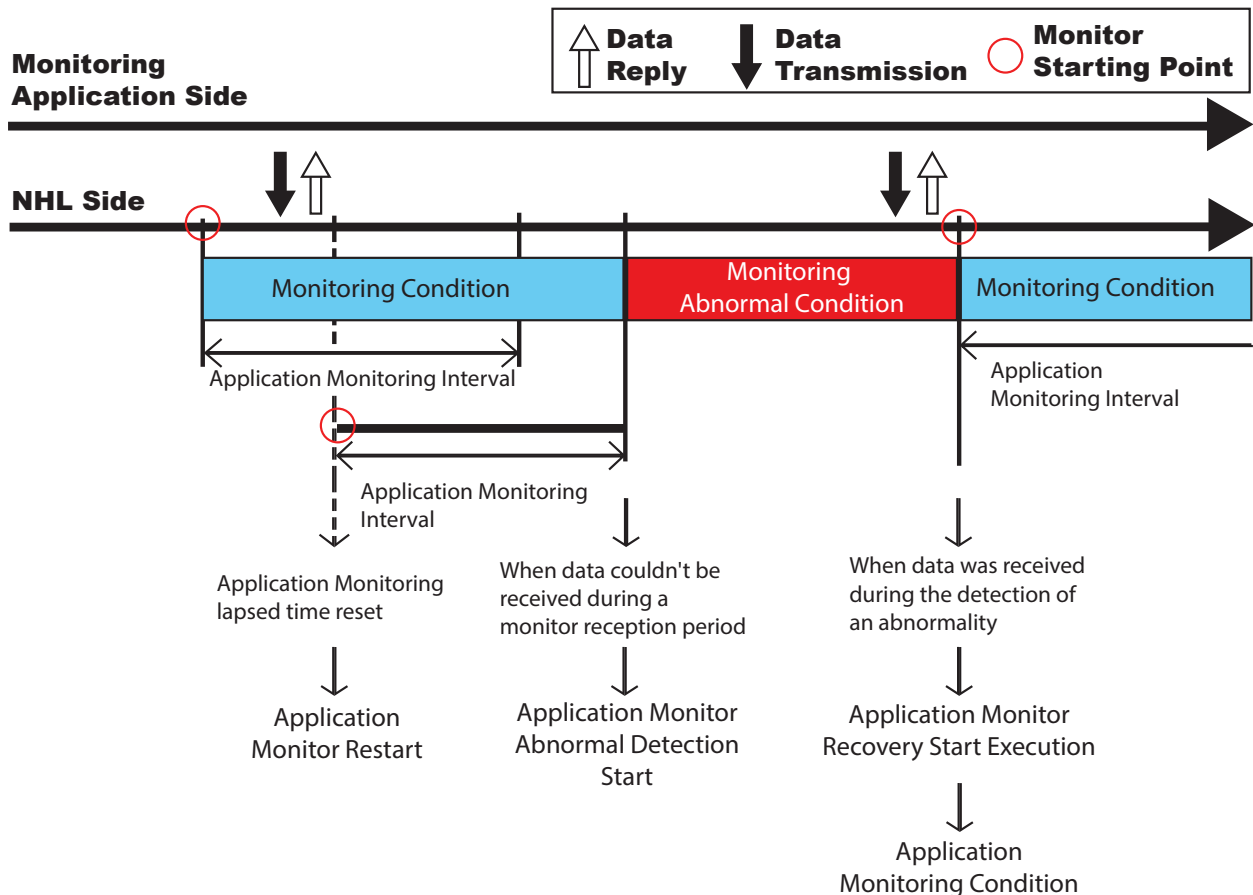 Data
Reply
Data
Transmission
Monitor
Starting Point
Monitoring
Application Side
NHL Side
Monitoring Condition
Monitoring
Abnormal Condition
Monitoring Condition
Application Monitoring Interval
Application
Monitoring Interval
Application Monitoring
Interval
Application Monitoring
lapsed time reset
When data couldn't be
received during a
monitor reception period
When data was received
during the detection of
an abnormality
Application
Monitor Restart
Application Monitor
Abnormal Detection
Start
Application Monitor
Recovery Start Execution
Application
Monitoring Condition